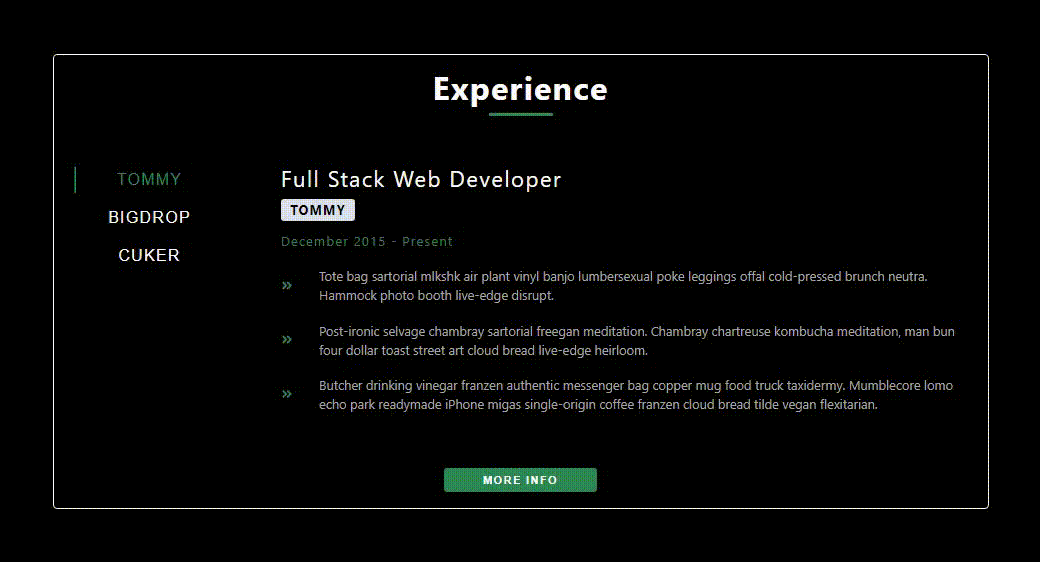 Experience
TOMMY
BIGDROP
CUKER
Full Stack Web Developer
TOMMY
December 2015 - Present
» Tote bag sartorial mlkshk air plant vinyl banjo lumbersexual poke leggings offal cold-pressed brunch neutra.
Hammock photo booth live-edge disrupt.
» Post-ironic selvage chambray sartorial freegan meditation. Chambray chartreuse kombucha meditation, man bun
four dollar toast street art cloud bread live-edge heirloom.
» Butcher drinking vinegar franzen authentic messenger bag copper mug food truck taxidermy. Mumblecore lomo
echo park readymade iPhone migas single-origin coffee franzen cloud bread tilde vegan flexitarian.
MORE INFO